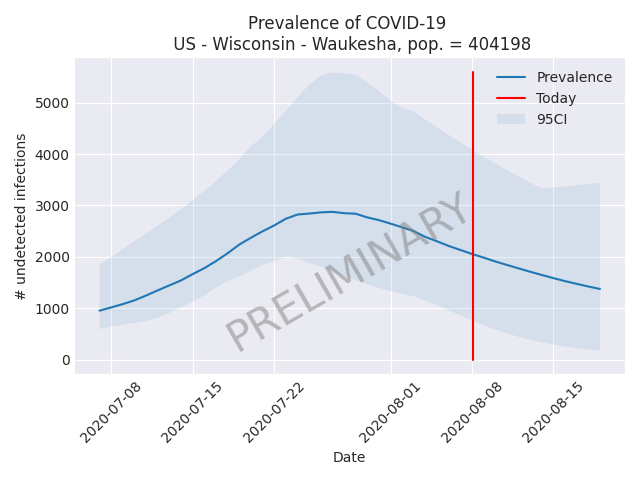 Prevalence of COVID-19
US - Wisconsin - Waukesha, pop. = 404198
Prevalence
Today
95CI
5000
4000
3000
2000
1000
0
# undetected infections
PRELIMINARY
2020-07-08
2020-07-15
2020-07-22
2020-08-01
2020-08-08
2020-08-15
Date